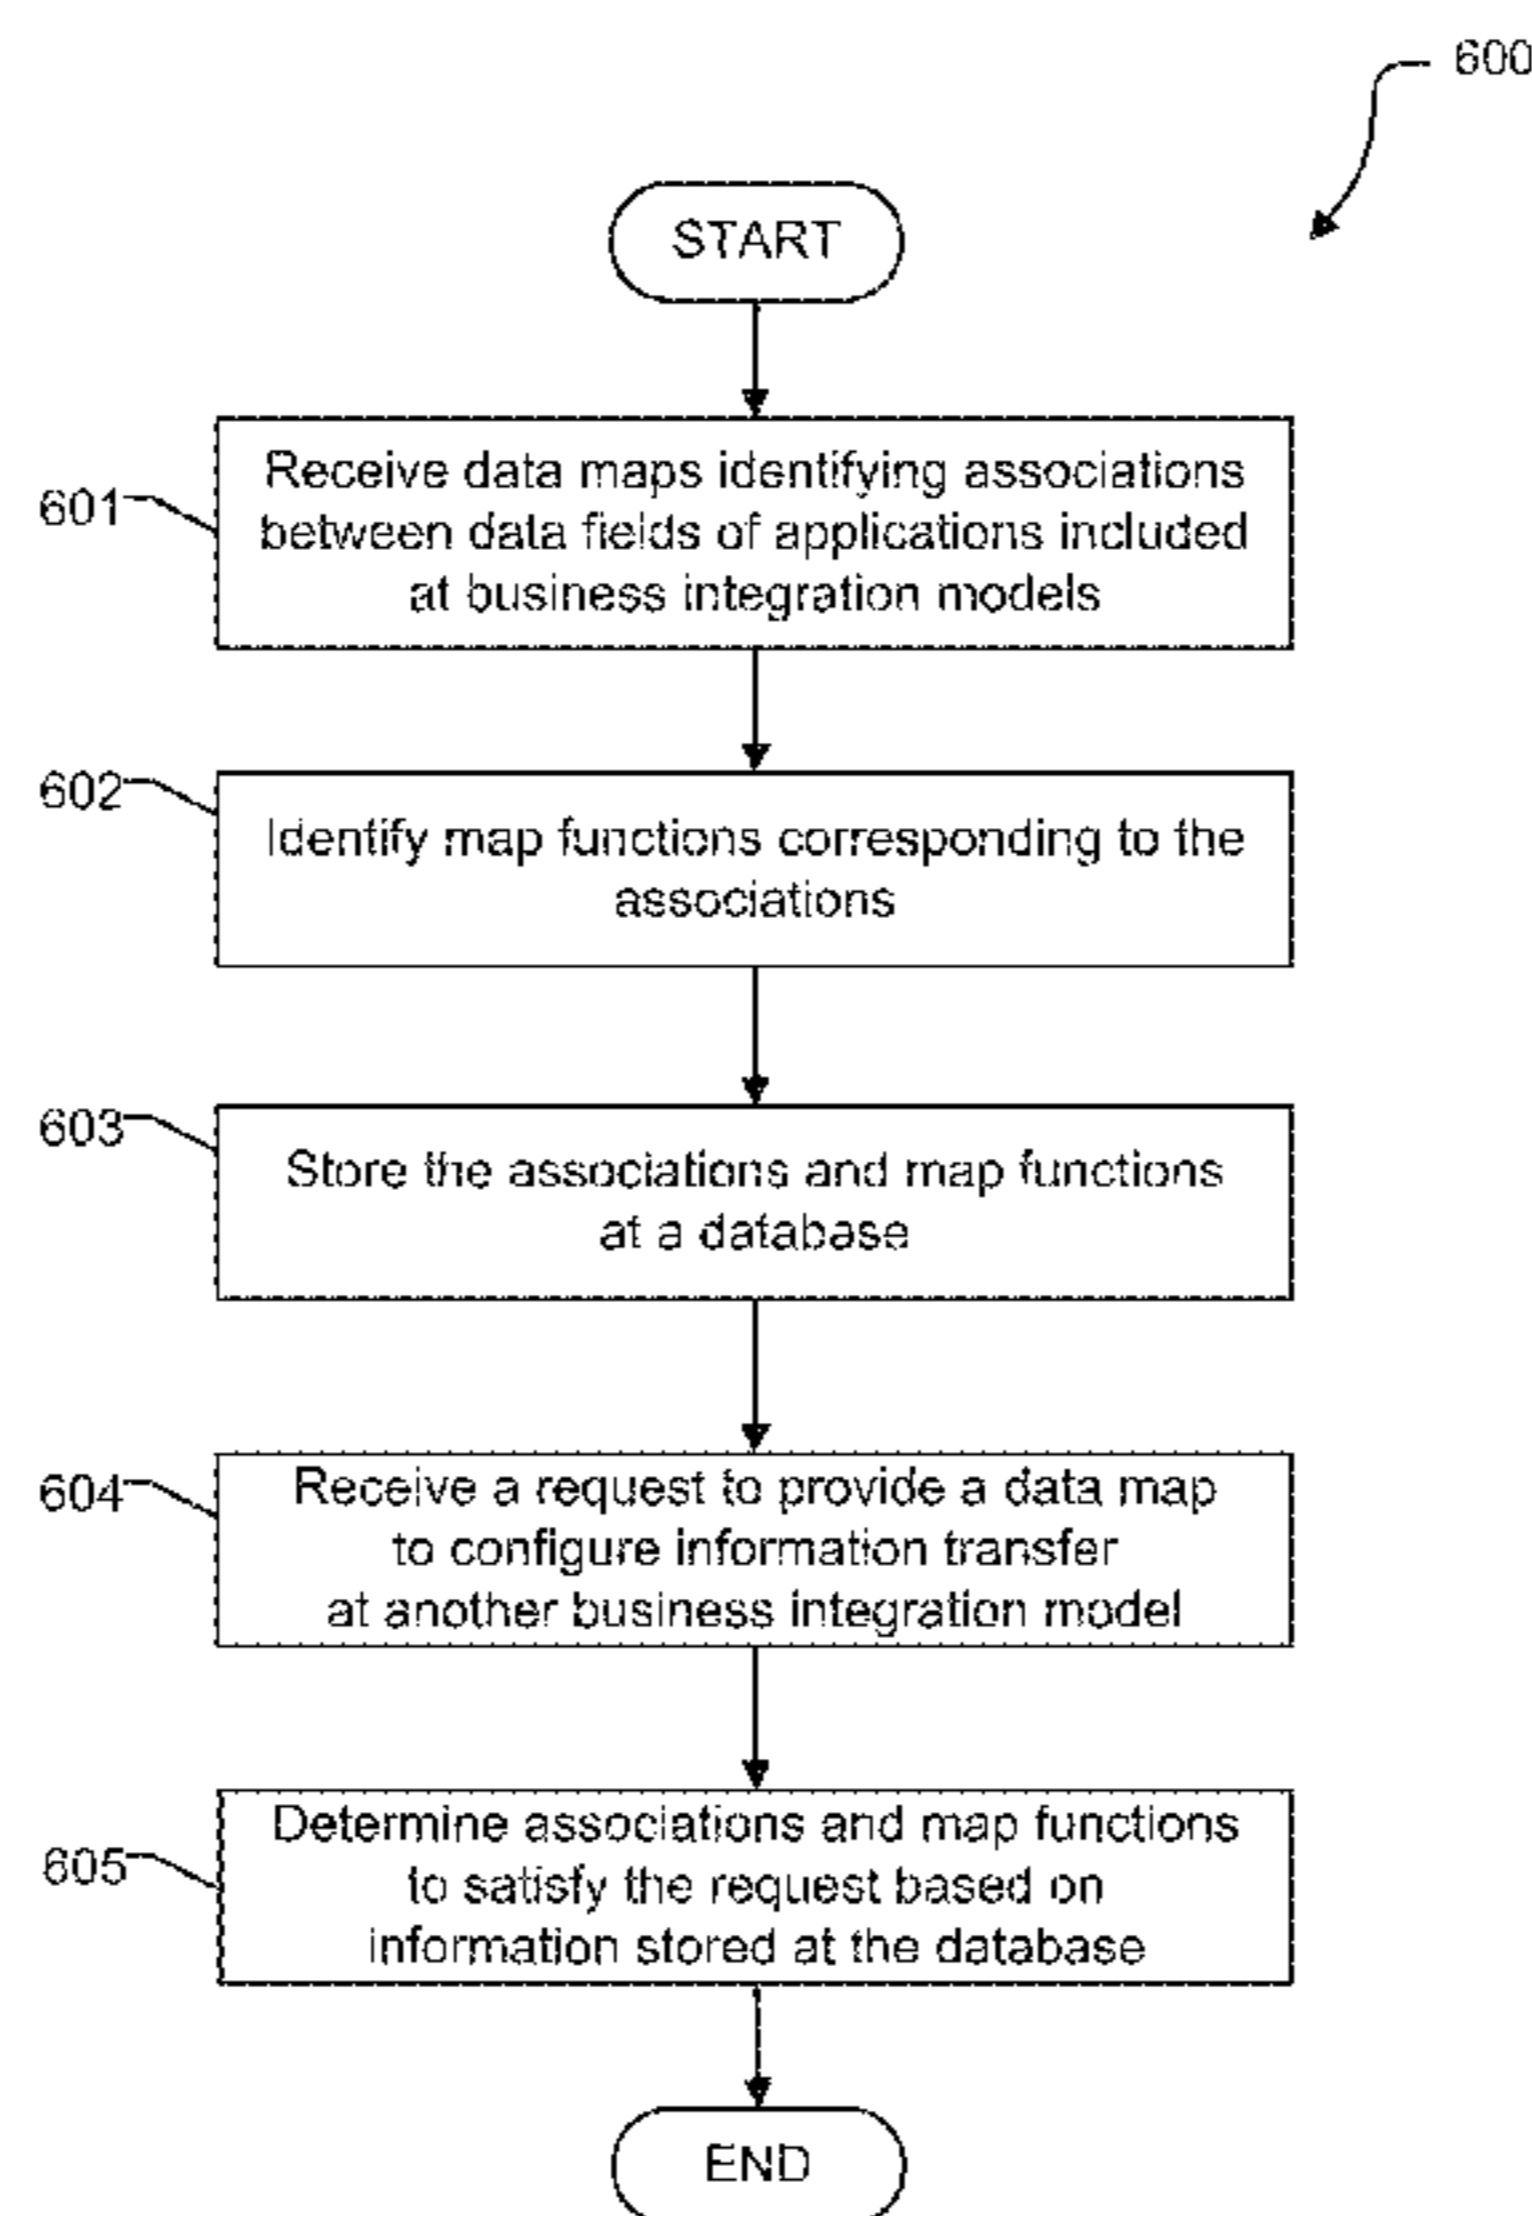 600
START
601
Receive data maps identifying associations
between data fields of applications included
at business integration models
602
Identify map functions corresponding to the
associations
603
Store the associations and map functions
at a database
604
Receive a request to provide a data map
to configure information transfer
at another business integration model
605
Determine associations and map functions
to satisfy the request based on
information stored at the database
END